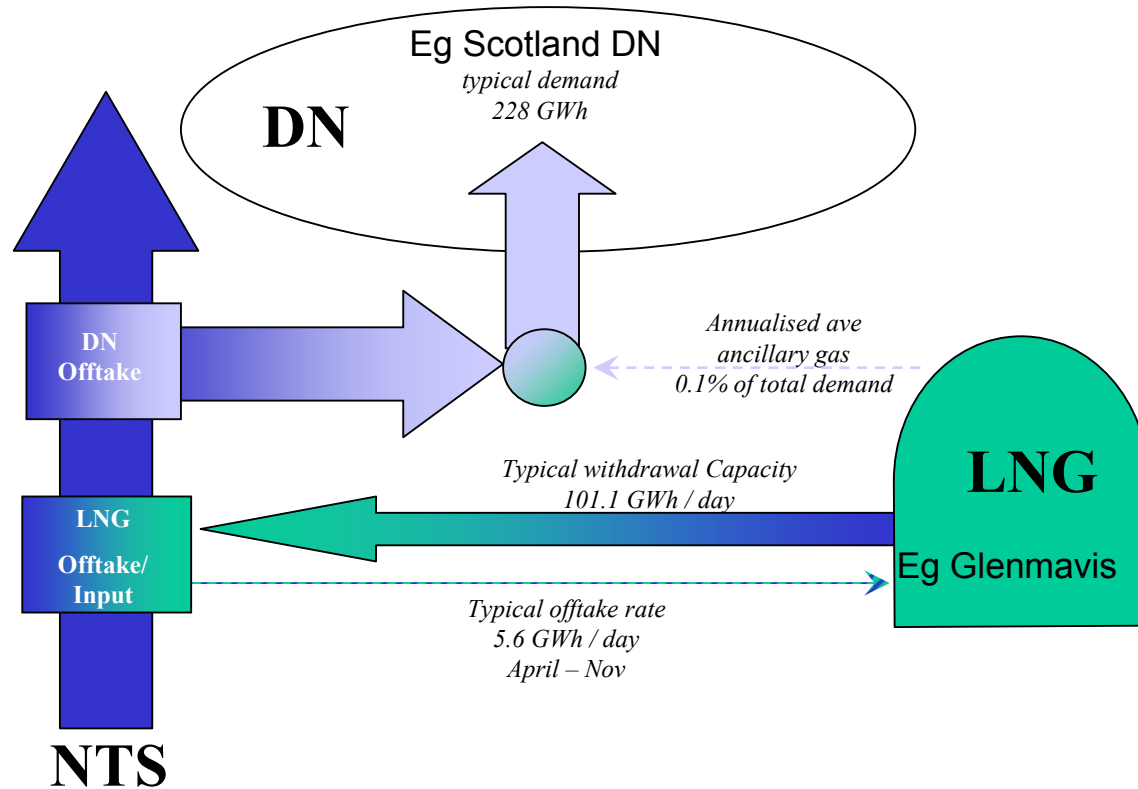 Eg Scotland DN
typical demand
228 GWh
DN
DN
Offtake
Annualised ave
ancillary gas
0.1% of total demand
Typical withdrawal Capacity
101.1 GWh / day
LNG
Eg Glenmavis
LNG
Offtake/
Input
Typical offtake rate
5.6 GWh / day
April – Nov
NTS